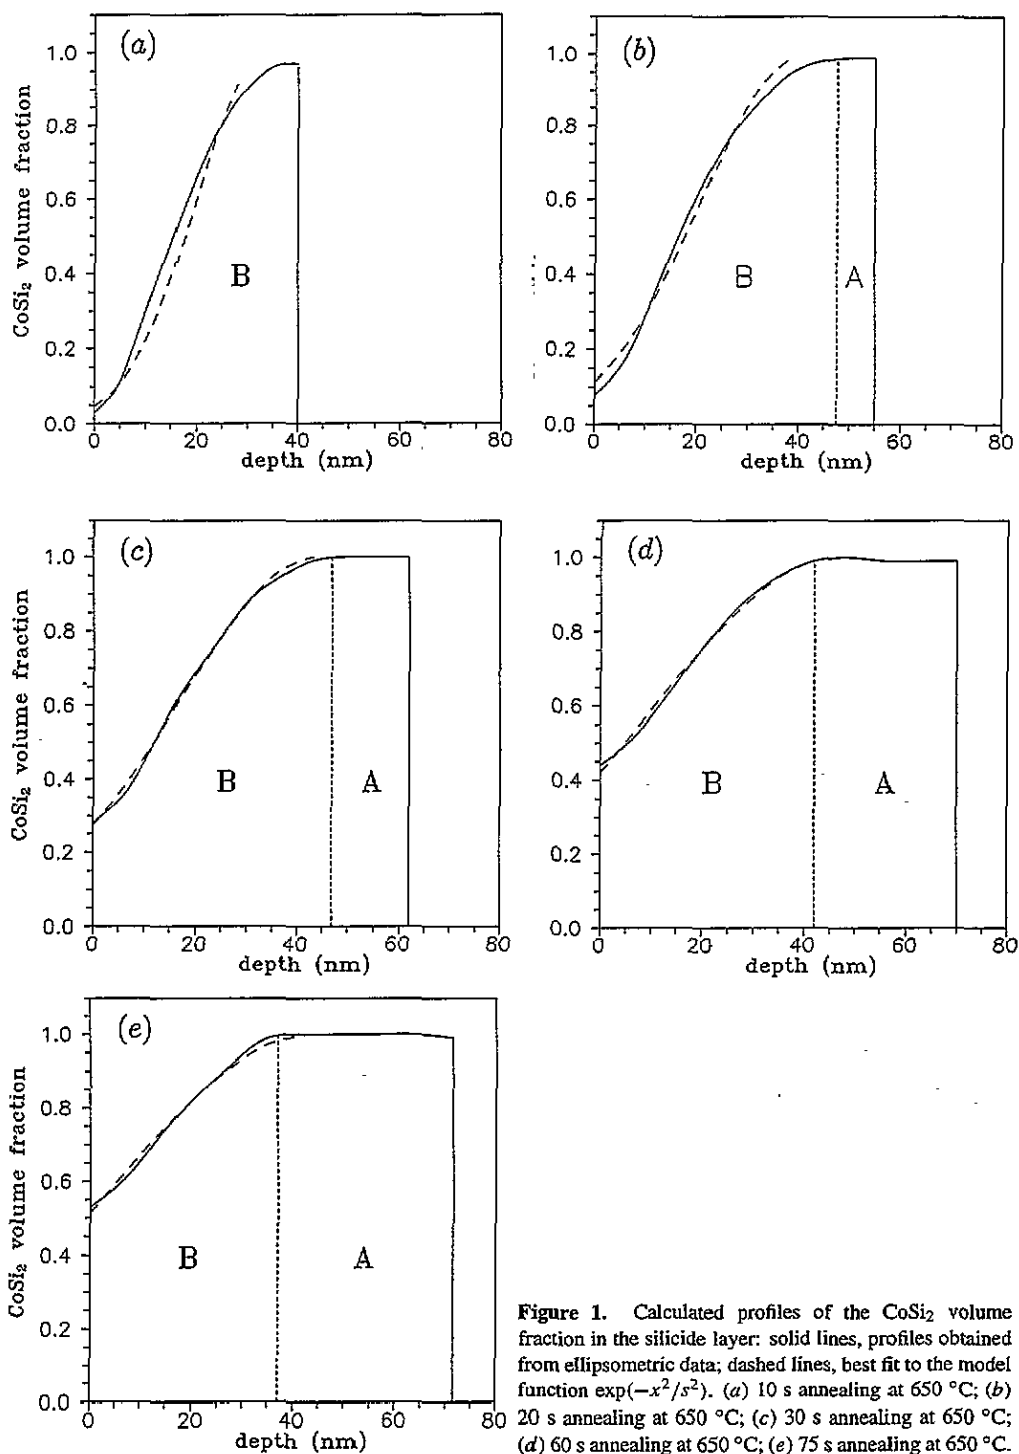 (a)
1.0
0.8
0.6
0.4
0.2
0.0
CoSi₂ volume fraction
B
0 20 40 60 80
depth (nm)
(b)
1.0
0.8
0.6
0.4
0.2
0.0
B A
0 20 40 60 80
depth (nm)
(c)
1.0
0.8
0.6
0.4
0.2
0.0
CoSi₂ volume fraction
B A
0 20 40 60 80
depth (nm)
(d)
1.0
0.8
0.6
0.4
0.2
0.0
B A
0 20 40 60 80
depth (nm)
(e)
1.0
0.8
0.6
0.4
0.2
0.0
CoSi₂ volume fraction
B A
0 20 40 60 80
depth (nm)
Figure 1. Calculated profiles of the CoSi₂ volume
fraction in the silicide layer: solid lines, profiles obtained
from ellipsometric data; dashed lines, best fit to the model
function exp(−x²/s²). (a) 10 s annealing at 650 °C; (b)
20 s annealing at 650 °C; (c) 30 s annealing at 650 °C;
(d) 60 s annealing at 650 °C; (e) 75 s annealing at 650 °C.